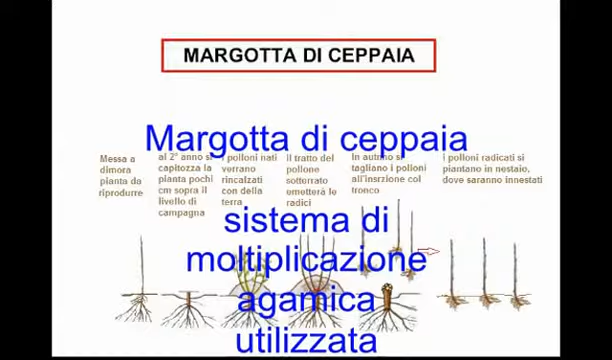 MARGOTTA DI CEPPAIA
Margotta di ceppaia
Messa a
dimora
pianta da
riprodurre
al 2° anno si
capitozza la
pianta pochi
cm sopra il
livello di
campagna
i polloni nati
verrano
rincalzati
con della
terra
il tratto del
pollone
sotterrato
emetterà le
radici
In autuno si
tagliano i polloni
all'insrzione col
tronco
i polloni radicati si
piantano in nestaio,
dove saranno innestati
sistema di
moltiplicazione
agamica
utilizzata